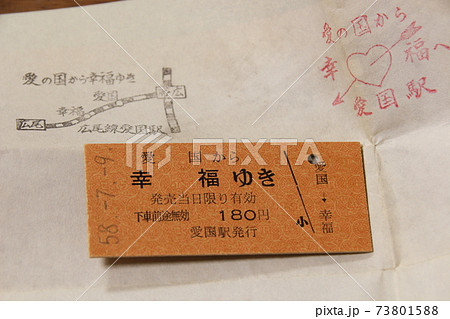 愛の国から幸福ゆき
愛国
帯広
幸福
広尾
広尾線愛国駅
愛の国から
幸 福へ
愛国駅
58.-7.-9.
愛 国から
幸 福ゆき
発売当日限り有効
下車前途無効 180円
愛国駅発行
小
愛国→幸福
PIXTA
pixta.jp - 73801588